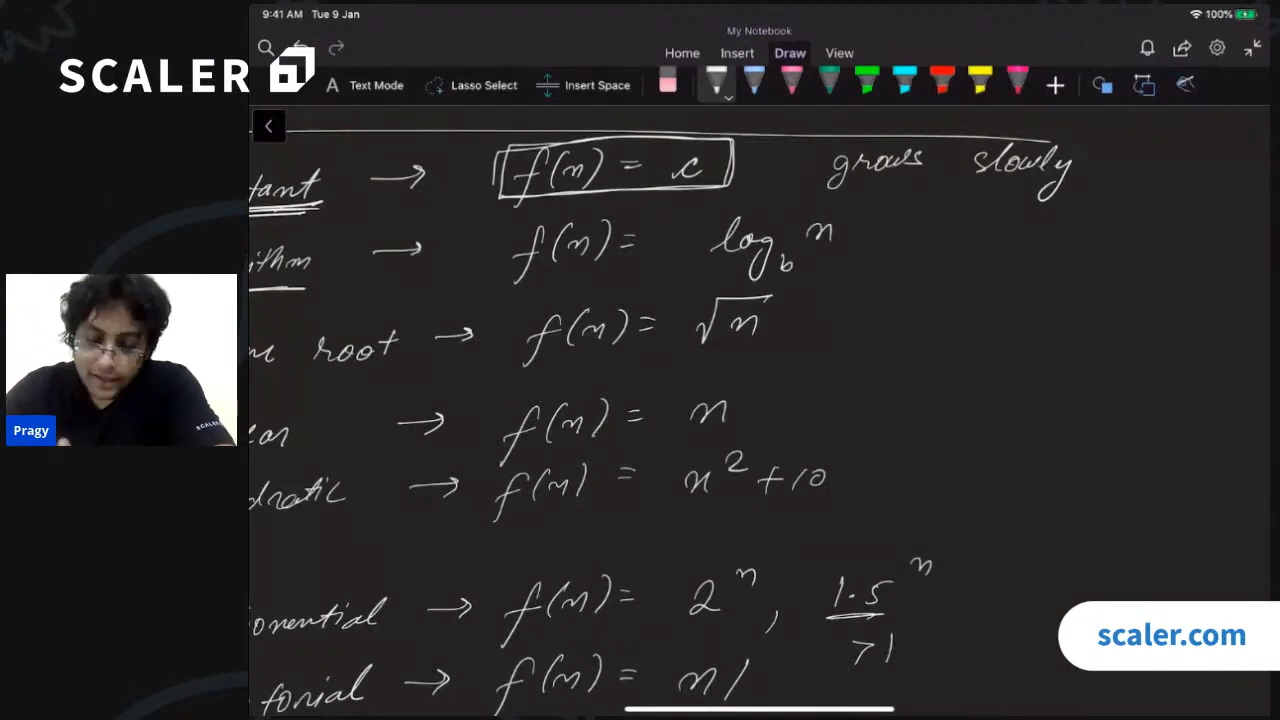 9:41 AM Tue 9 Jan
100%
My Notebook
Home Insert Draw View
SCALER
Text Mode Lasso Select Insert Space
tant → f(n) = c grows slowly
ithm → f(n) = log_b n
root → f(n) = √n
→ f(n) = n
dratic → f(n) = n² + 10
onential → f(n) = 2ⁿ, 1.5ⁿ
>1
torial → f(n) = n!
SCALER
Pragy
scaler.com